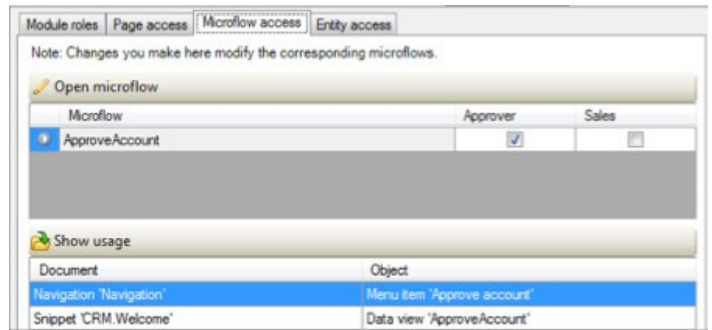 Module roles Page access Microflow access Entity access
Note: Changes you make here modify the corresponding microflows.
Open microflow
Microflow Approver Sales
ApproveAccount
Show usage
Document Object
Navigation 'Navigation' Menu item 'Approve account'
Snippet 'CRM.Welcome' Data view 'ApproveAccount'